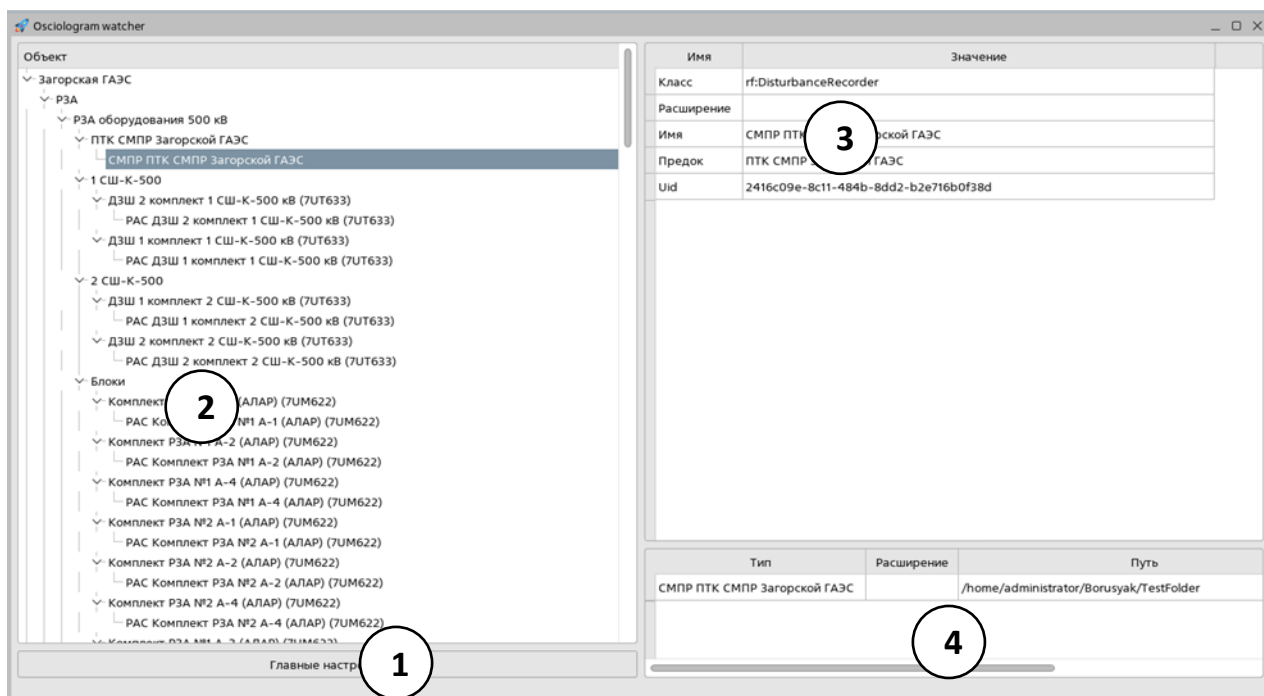 Osciologram watcher
Объект
Загорская ГАЭС
РЗА
РЗА оборудования 500 кВ
ПТК СМПР Загорской ГАЭС
СМПР ПТК СМПР Загорской ГАЭС
1 СШ-К-500
ДЗШ 2 комплект 1 СШ-К-500 кВ (7UT633)
РАС ДЗШ 2 комплект 1 СШ-К-500 кВ (7UT633)
ДЗШ 1 комплект 1 СШ-К-500 кВ (7UT633)
РАС ДЗШ 1 комплект 1 СШ-К-500 кВ (7UT633)
2 СШ-К-500
ДЗШ 1 комплект 2 СШ-К-500 кВ (7UT633)
РАС ДЗШ 1 комплект 2 СШ-К-500 кВ (7UT633)
ДЗШ 2 комплект 2 СШ-К-500 кВ (7UT633)
РАС ДЗШ 2 комплект 2 СШ-К-500 кВ (7UT633)
Блоки
Комплект (АЛАР) (7UM622)
РАС №1 А-1 (АЛАР) (7UM622)
Комплект РЗА №1 А-2 (АЛАР) (7UM622)
РАС Комплект РЗА №1 А-2 (АЛАР) (7UM622)
Комплект РЗА №1 А-4 (АЛАР) (7UM622)
РАС Комплект РЗА №1 А-4 (АЛАР) (7UM622)
Комплект РЗА №2 А-1 (АЛАР) (7UM622)
РАС Комплект РЗА №2 А-1 (АЛАР) (7UM622)
Комплект РЗА №2 А-2 (АЛАР) (7UM622)
РАС Комплект РЗА №2 А-2 (АЛАР) (7UM622)
Комплект РЗА №2 А-4 (АЛАР) (7UM622)
РАС Комплект РЗА №2 А-4 (АЛАР) (7UM622)
2
Главные
1
Имя Значение
Класс rf:DisturbanceRecorder
Расширение
Имя СМПР ГАЭС
Предок ПТК СМПР ГАЭС
Uid 2416c09e-8c11-484b-8dd2-b2e716b0f38d
3
Тип Расширение Путь
СМПР ПТК СМПР Загорской ГАЭС /home/administrator/Borusyak/TestFolder
4